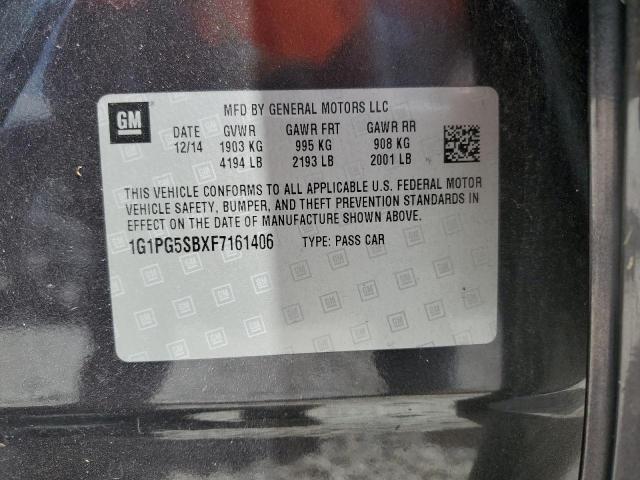 GM
MFD BY GENERAL MOTORS LLC
DATE GVWR GAWR FRT GAWR RR
12/14 1903 KG 995 KG 908 KG
4194 LB 2193 LB 2001 LB
THIS VEHICLE CONFORMS TO ALL APPLICABLE U.S. FEDERAL MOTOR
VEHICLE SAFETY, BUMPER, AND THEFT PREVENTION STANDARDS IN
EFFECT ON THE DATE OF MANUFACTURE SHOWN ABOVE.
1G1PG5SBXF7161406 TYPE: PASS CAR